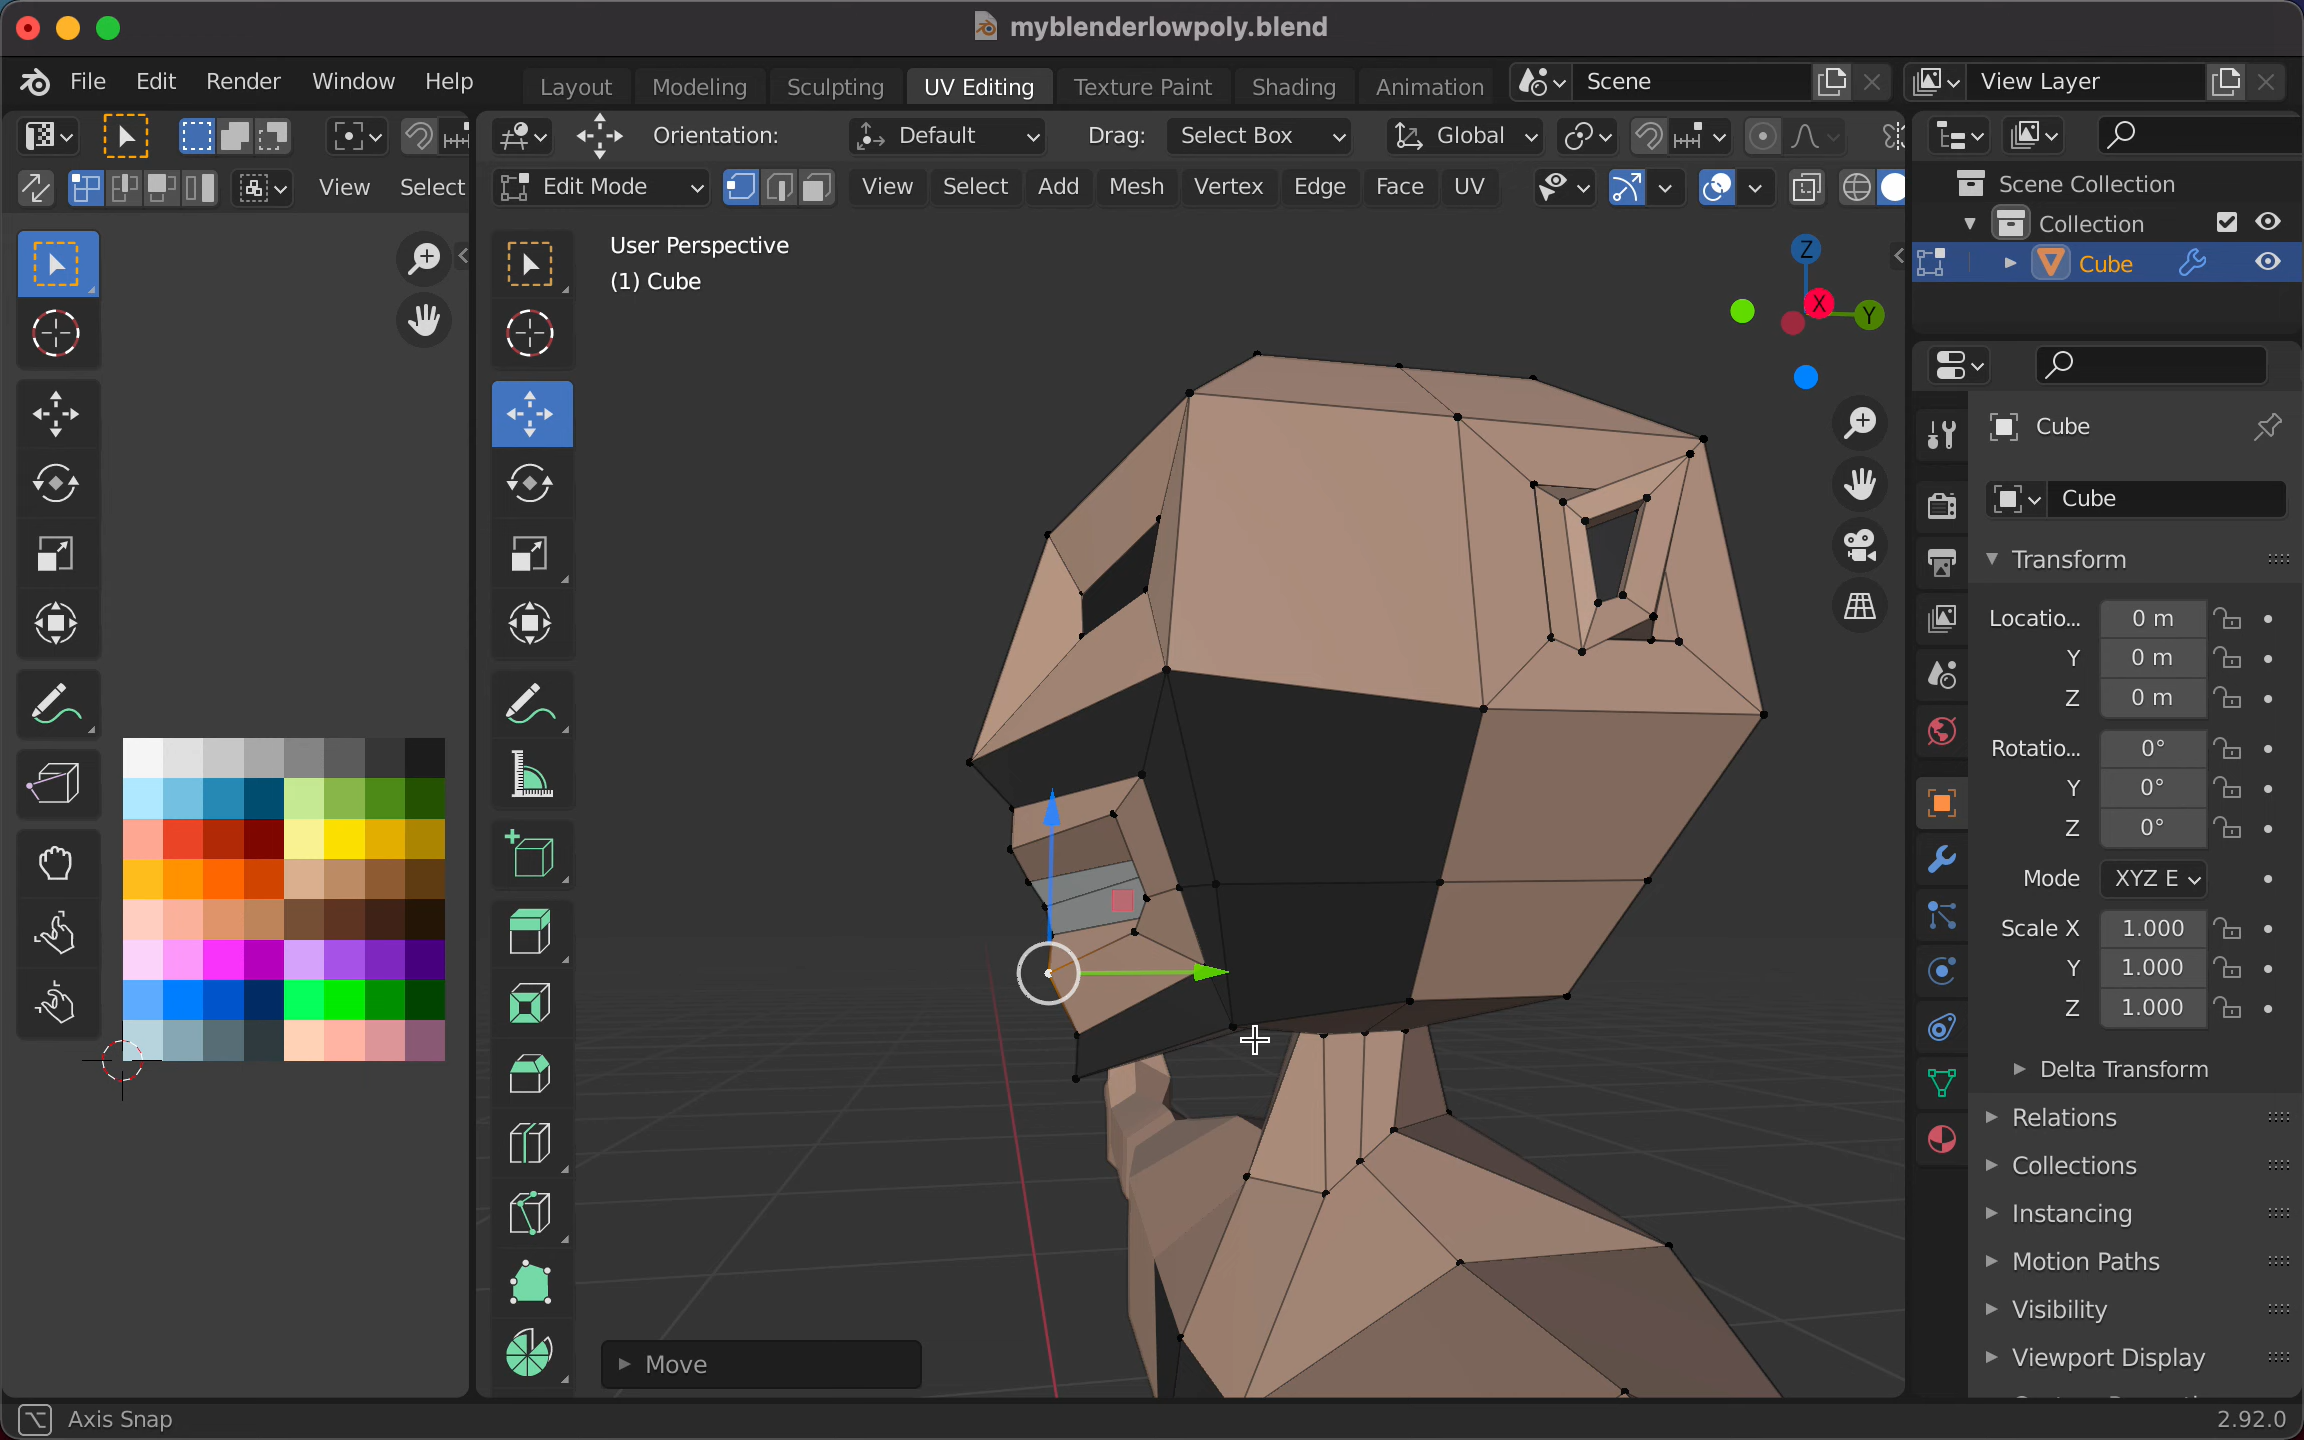 myblenderlowpoly.blend
File Edit Render Window Help
Layout Modeling Sculpting UV Editing Texture Paint Shading Animation
Scene
View Layer
Orientation: Default Drag: Select Box Global
View Select
Edit Mode View Select Add Mesh Vertex Edge Face UV
User Perspective
(1) Cube
Z
X
Y
Scene Collection
Collection
Cube
Cube
Cube
Transform
Locatio... 0 m
Y 0 m
Z 0 m
Rotatio... 0°
Y 0°
Z 0°
Mode XYZ E
Scale X 1.000
Y 1.000
Z 1.000
Delta Transform
Relations
Collections
Instancing
Motion Paths
Visibility
Viewport Display
Move
Axis Snap
2.92.0